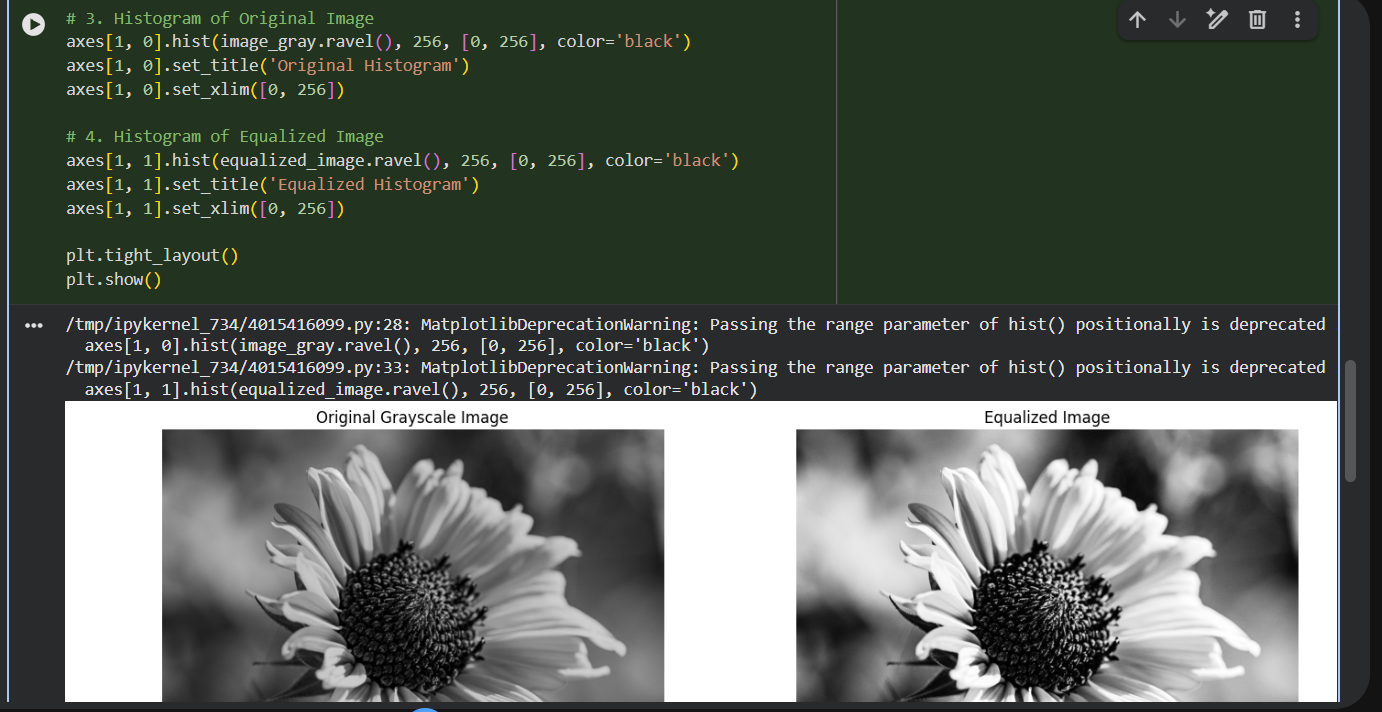 # 3. Histogram of Original Image
axes[1, 0].hist(image_gray.ravel(), 256, [0, 256], color='black')
axes[1, 0].set_title('Original Histogram')
axes[1, 0].set_xlim([0, 256])
# 4. Histogram of Equalized Image
axes[1, 1].hist(equalized_image.ravel(), 256, [0, 256], color='black')
axes[1, 1].set_title('Equalized Histogram')
axes[1, 1].set_xlim([0, 256])
plt.tight_layout()
plt.show()
/tmp/ipykernel_734/4015416099.py:28: MatplotlibDeprecationWarning: Passing the range parameter of hist() positionally is deprecated
axes[1, 0].hist(image_gray.ravel(), 256, [0, 256], color='black')
/tmp/ipykernel_734/4015416099.py:33: MatplotlibDeprecationWarning: Passing the range parameter of hist() positionally is deprecated
axes[1, 1].hist(equalized_image.ravel(), 256, [0, 256], color='black')
Original Grayscale Image
Equalized Image